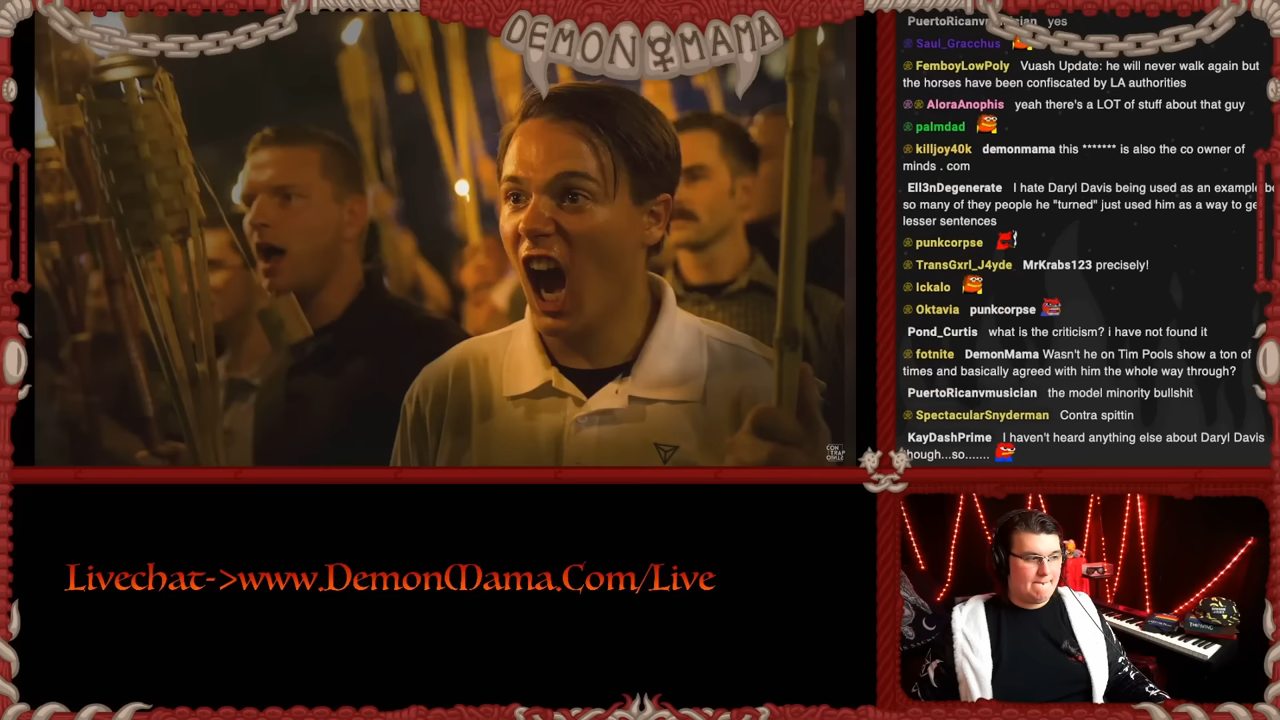 DEMON MAMA
PuertoRicanvmusician yes
Saul_Gracchus
FemboyLowPoly Vuash Update: he will never walk again but
the horses have been confiscated by LA authorities
AloraAnophis yeah there's a LOT of stuff about that guy
palmdad
killjoy40k demonmama this ******* is also the co owner of
minds . com
Ell3nDegenerate I hate Daryl Davis being used as an example be
so many of they people he "turned" just used him as a way to ge
lesser sentences
punkcorpse
TransGxrl_J4yde MrKrabs123 precisely!
Ickalo
Oktavia punkcorpse
Pond_Curtis what is the criticism? i have not found it
fotnite DemonMama Wasn't he on Tim Pools show a ton of
times and basically agreed with him the whole way through?
PuertoRicanvmusician the model minority bullshit
SpectacularSnyderman Contra spittin
KayDashPrime I haven't heard anything else about Daryl Davis
though...so.......
CON
TRAP
OINTS
Livechat->www.DemonMama.Com/Live